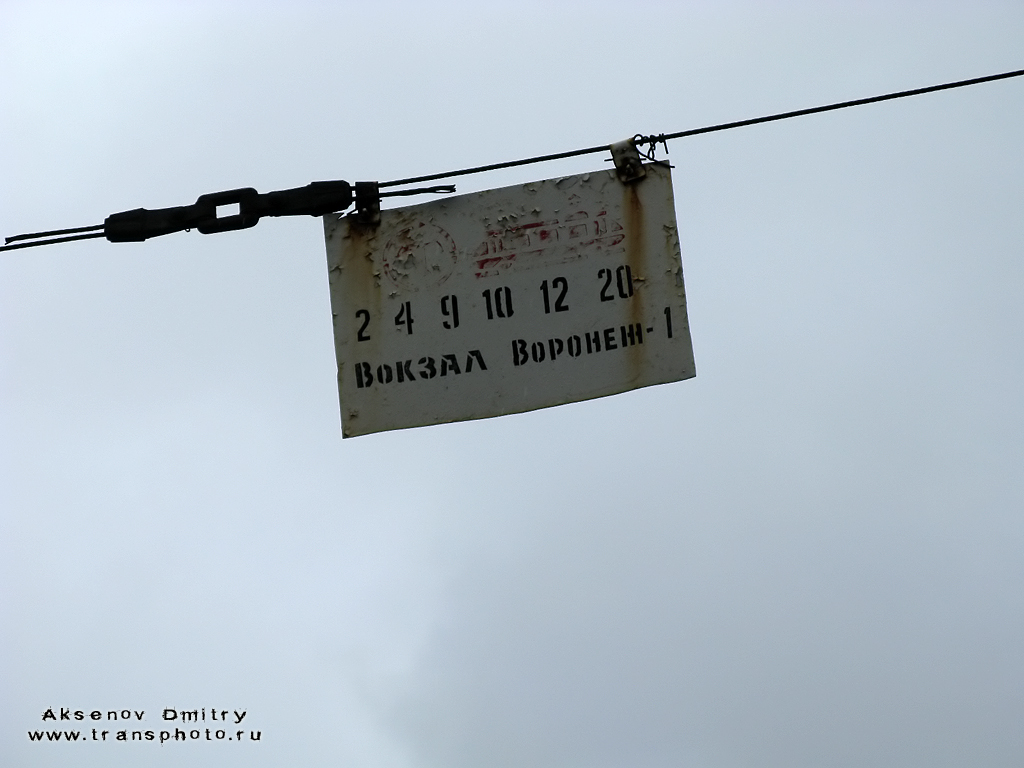 2 4 9 10 12 20
Вокзал Воронеж-1
Aksenov Dmitry
www.transphoto.ru